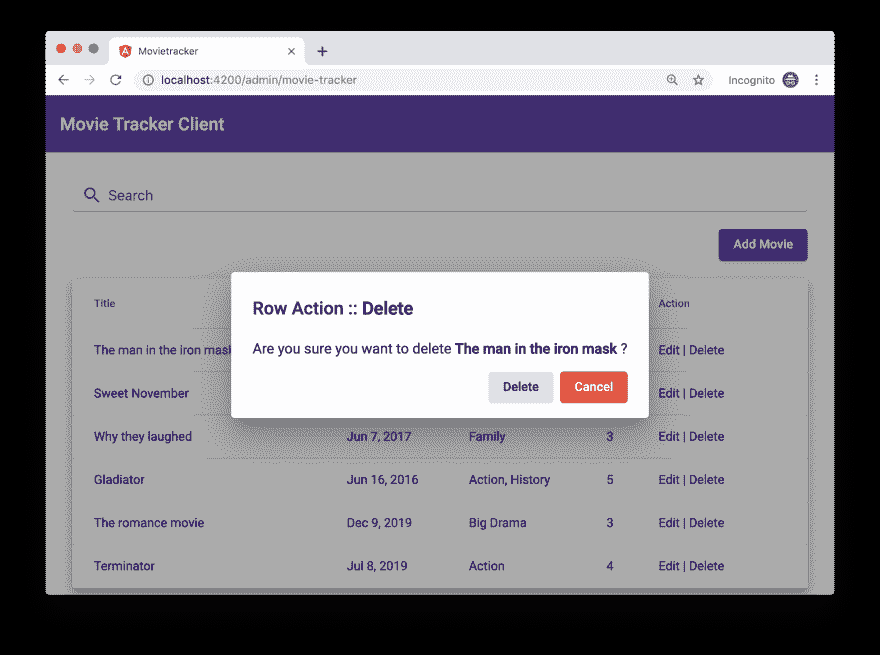 Movietracker
localhost:4200/admin/movie-tracker
Incognito
Movie Tracker Client
Search
Add Movie
Title
Action
Row Action :: Delete
Are you sure you want to delete The man in the iron mask ?
Delete Cancel
The man in the iron mask Edit | Delete
Sweet November Edit | Delete
Why they laughed Jun 7, 2017 Family 3 Edit | Delete
Gladiator Jun 16, 2016 Action, History 5 Edit | Delete
The romance movie Dec 9, 2019 Big Drama 3 Edit | Delete
Terminator Jul 8, 2019 Action 4 Edit | Delete